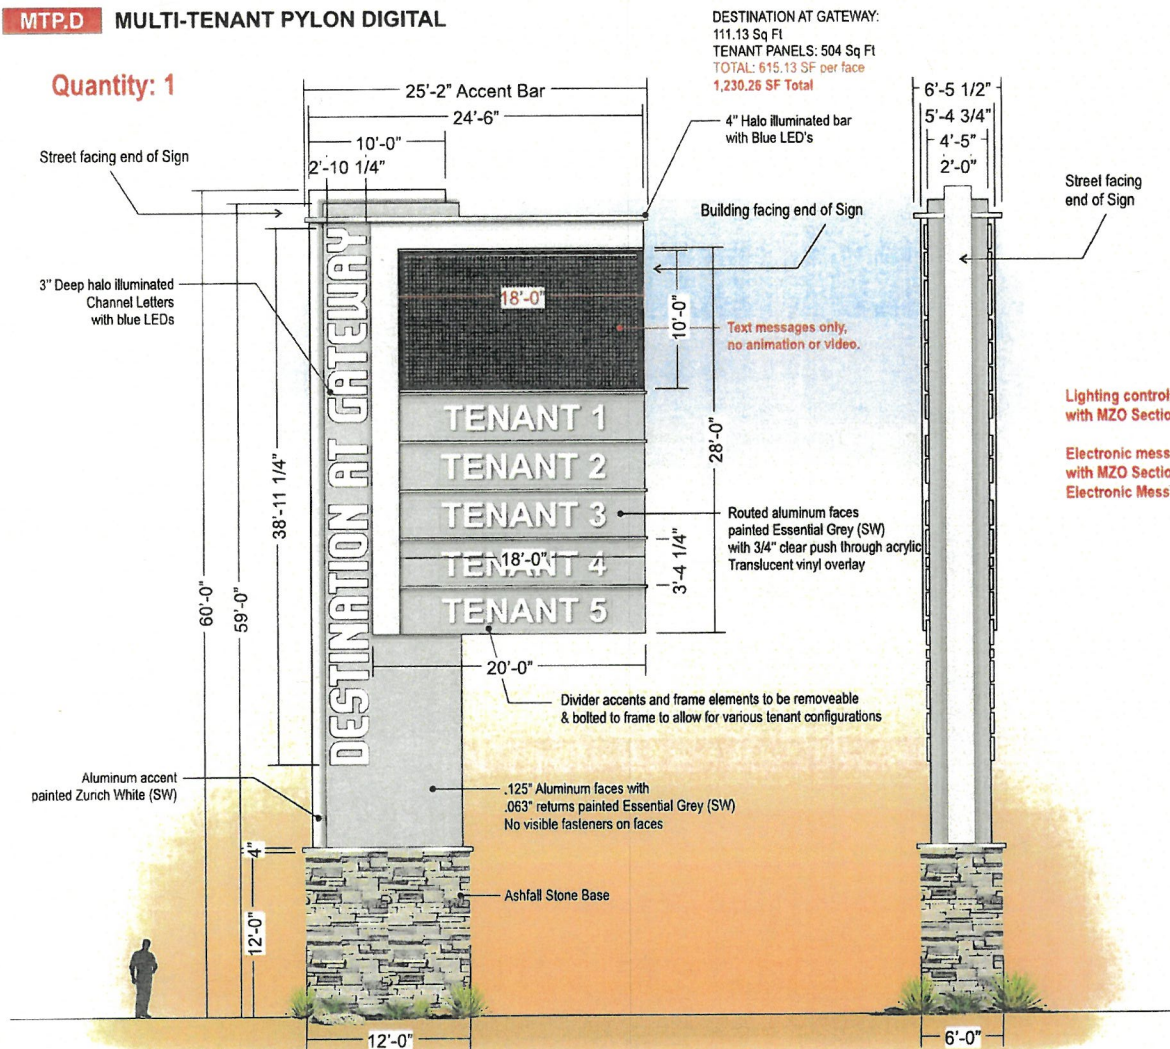 MTP.D MULTI-TENANT PYLON DIGITAL
Quantity: 1
DESTINATION AT GATEWAY:
111.13 Sq Ft
TENANT PANELS: 504 Sq Ft
TOTAL: 615.13 SF per face
1,230.26 SF Total
25'-2" Accent Bar
24'-6"
10'-0"
2'-10 1/4"
4" Halo illuminated bar
with Blue LED's
6'-5 1/2"
5'-4 3/4"
4'-5"
2'-0"
Street facing end of Sign
Building facing end of Sign
Street facing
end of Sign
3" Deep halo illuminated
Channel Letters
with blue LEDs
DESTINATION AT GATEWAY
18'-0"
10'-0"
Text messages only,
no animation or video.
28'-0"
TENANT 1
TENANT 2
TENANT 3
TENANT 4
18'-0"
TENANT 5
3'-4 1/4"
38'-11 1/4"
60'-0"
59'-0"
Lighting control
with MZO Sectio
Electronic mess
with MZO Sectio
Electronic Mess
Routed aluminum faces
painted Essential Grey (SW)
with 3/4" clear push through acrylic
Translucent vinyl overlay
20'-0"
Divider accents and frame elements to be removeable
& bolted to frame to allow for various tenant configurations
Aluminum accent
painted Zurich White (SW)
.125" Aluminum faces with
.063" returns painted Essential Grey (SW)
No visible fasteners on faces
4"
12'-0"
Ashfall Stone Base
12'-0"
6'-0"